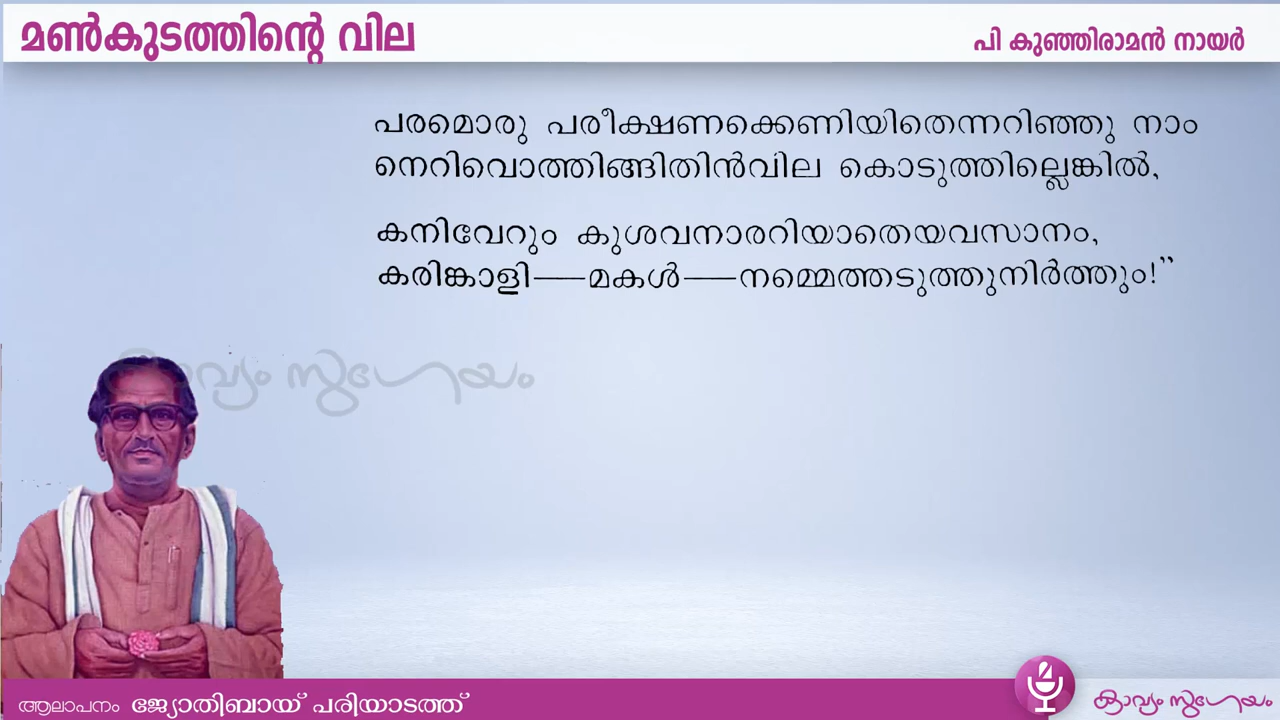 മൺകുടത്തിന്റെ വില
പി കുഞ്ഞിരാമൻ നായർ
പരമൊരു പരീക്ഷണക്കെണിയിതെന്നറിഞ്ഞു നാം
നെറിവൊത്തിങ്ങിതിൻവില കൊടുത്തില്ലെങ്കിൽ,
കനിവേറും കുശവനാരറിയാതെയവസാനം,
കരിങ്കാളി—മകൾ—നമ്മെത്തടുത്തുനിർത്തും!”
കാവ്യം സുഗേയം
ആലാപനം ജ്യോതിബായ് പരിയാടത്ത്
കാവ്യം സുഗേയം